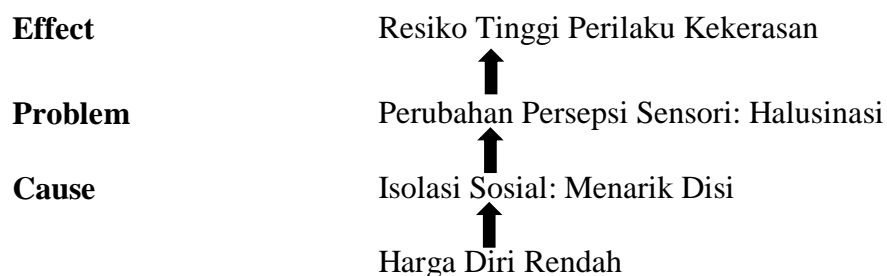 Effect Resiko Tinggi Perilaku Kekerasan
Problem Perubahan Persepsi Sensori: Halusinasi
Cause Isolasi Sosial: Menarik Disi
Harga Diri Rendah